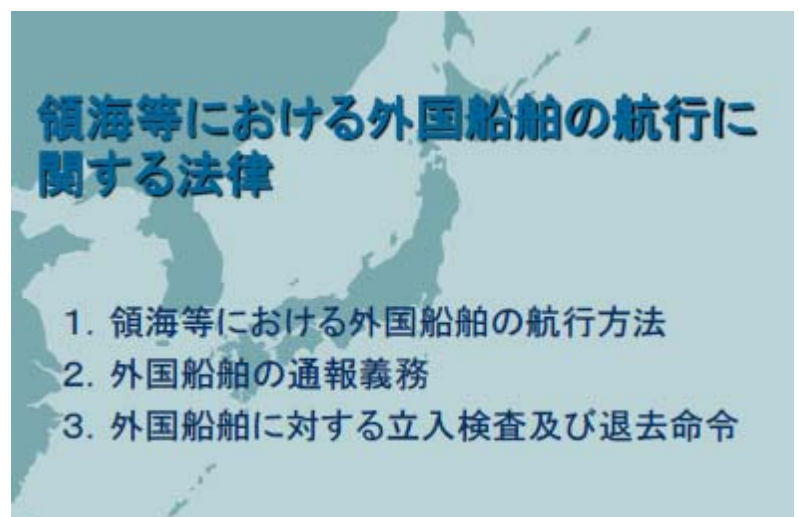 領海等における外国船舶の航行に
関する法律
1. 領海等における外国船舶の航行方法
2. 外国船舶の通報義務
3. 外国船舶に対する立入検査及び退去命令